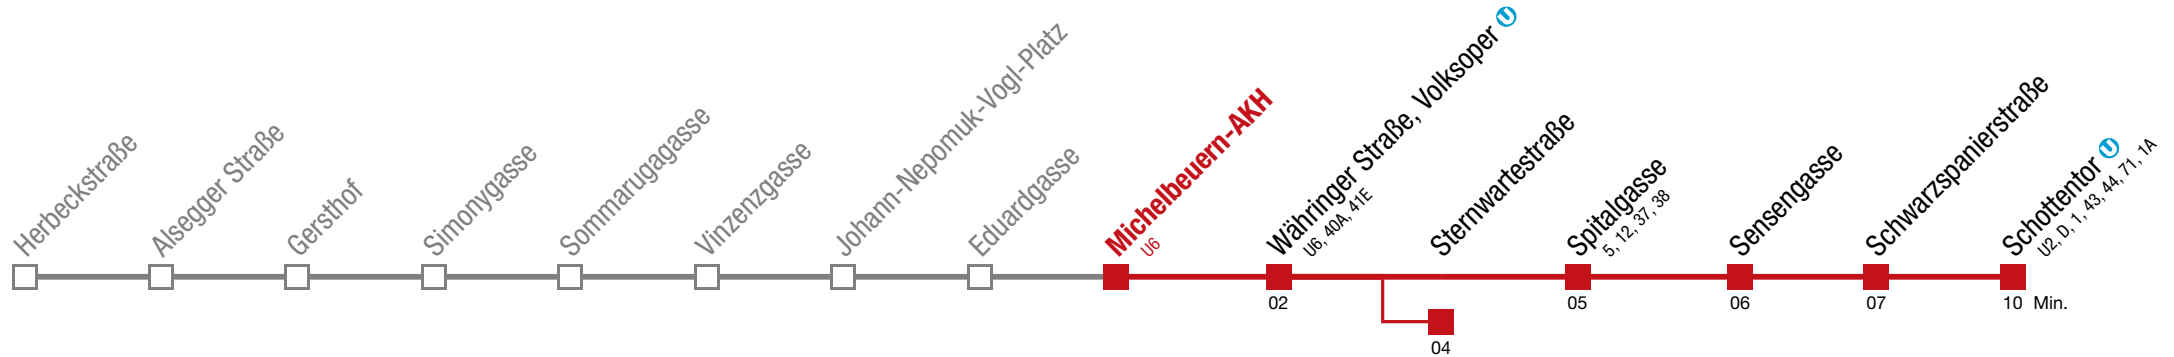 Herbeckstraße
Alsegger Straße
Gersthof
Simonygasse
Sommarugagasse
Vinzenzgasse
Johann-Nepomuk-Vogl-Platz
Eduardgasse
Michelbeuern-AKH
U6
Währinger Straße, Volksoper U
U6, 40A, 41E
Sternwartestraße
Spitalgasse
5, 12, 37, 38
Sensengasse
Schwarzspanierstraße
Schottentor U
U2, D, 1, 43, 44, 71, 1A
02
05
06
07
10 Min.
04